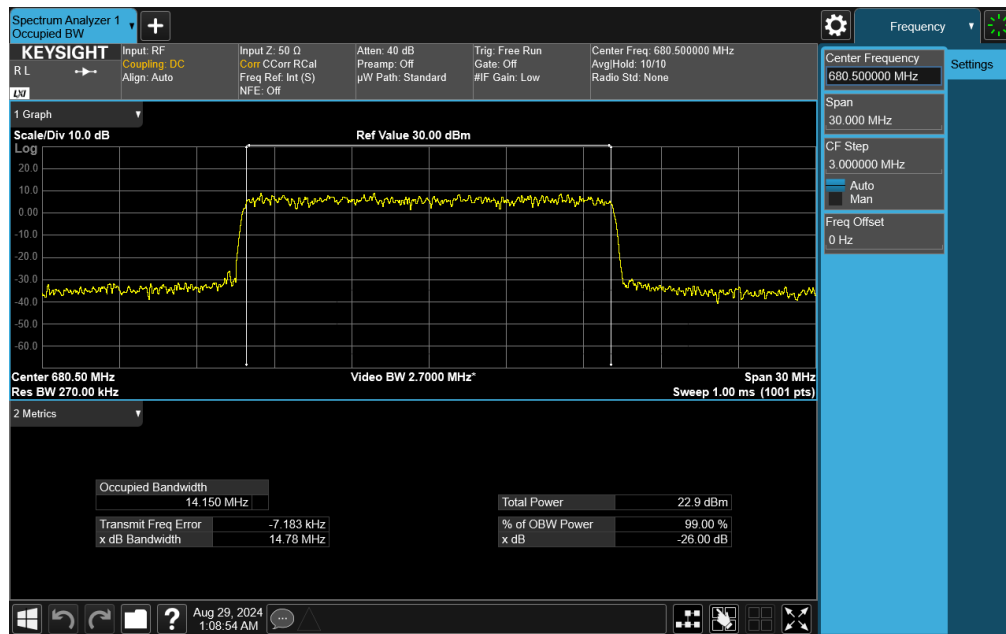 Spectrum Analyzer 1
Occupied BW
Frequency
KEYSIGHT
R L
LXI
Input: RF
Coupling: DC
Align: Auto
Input Z: 50 Ω
Corr CCorr RCal
Freq Ref: Int (S)
NFE: Off
Atten: 40 dB
Preamp: Off
µW Path: Standard
Trig: Free Run
Gate: Off
#IF Gain: Low
Center Freq: 680.500000 MHz
Avg|Hold: 10/10
Radio Std: None
Center Frequency
680.500000 MHz
Settings
Span
30.000 MHz
CF Step
3.000000 MHz
Auto
Man
Freq Offset
0 Hz
1 Graph
Scale/Div 10.0 dB
Ref Value 30.00 dBm
Log
20.0
10.0
0.00
-10.0
-20.0
-30.0
-40.0
-50.0
-60.0
Center 680.50 MHz
Video BW 2.7000 MHz*
Span 30 MHz
Res BW 270.00 kHz
Sweep 1.00 ms (1001 pts)
2 Metrics
Occupied Bandwidth
14.150 MHz
Total Power 22.9 dBm
Transmit Freq Error -7.183 kHz
% of OBW Power 99.00 %
x dB Bandwidth 14.78 MHz
x dB -26.00 dB
?
Aug 29, 2024
1:08:54 AM